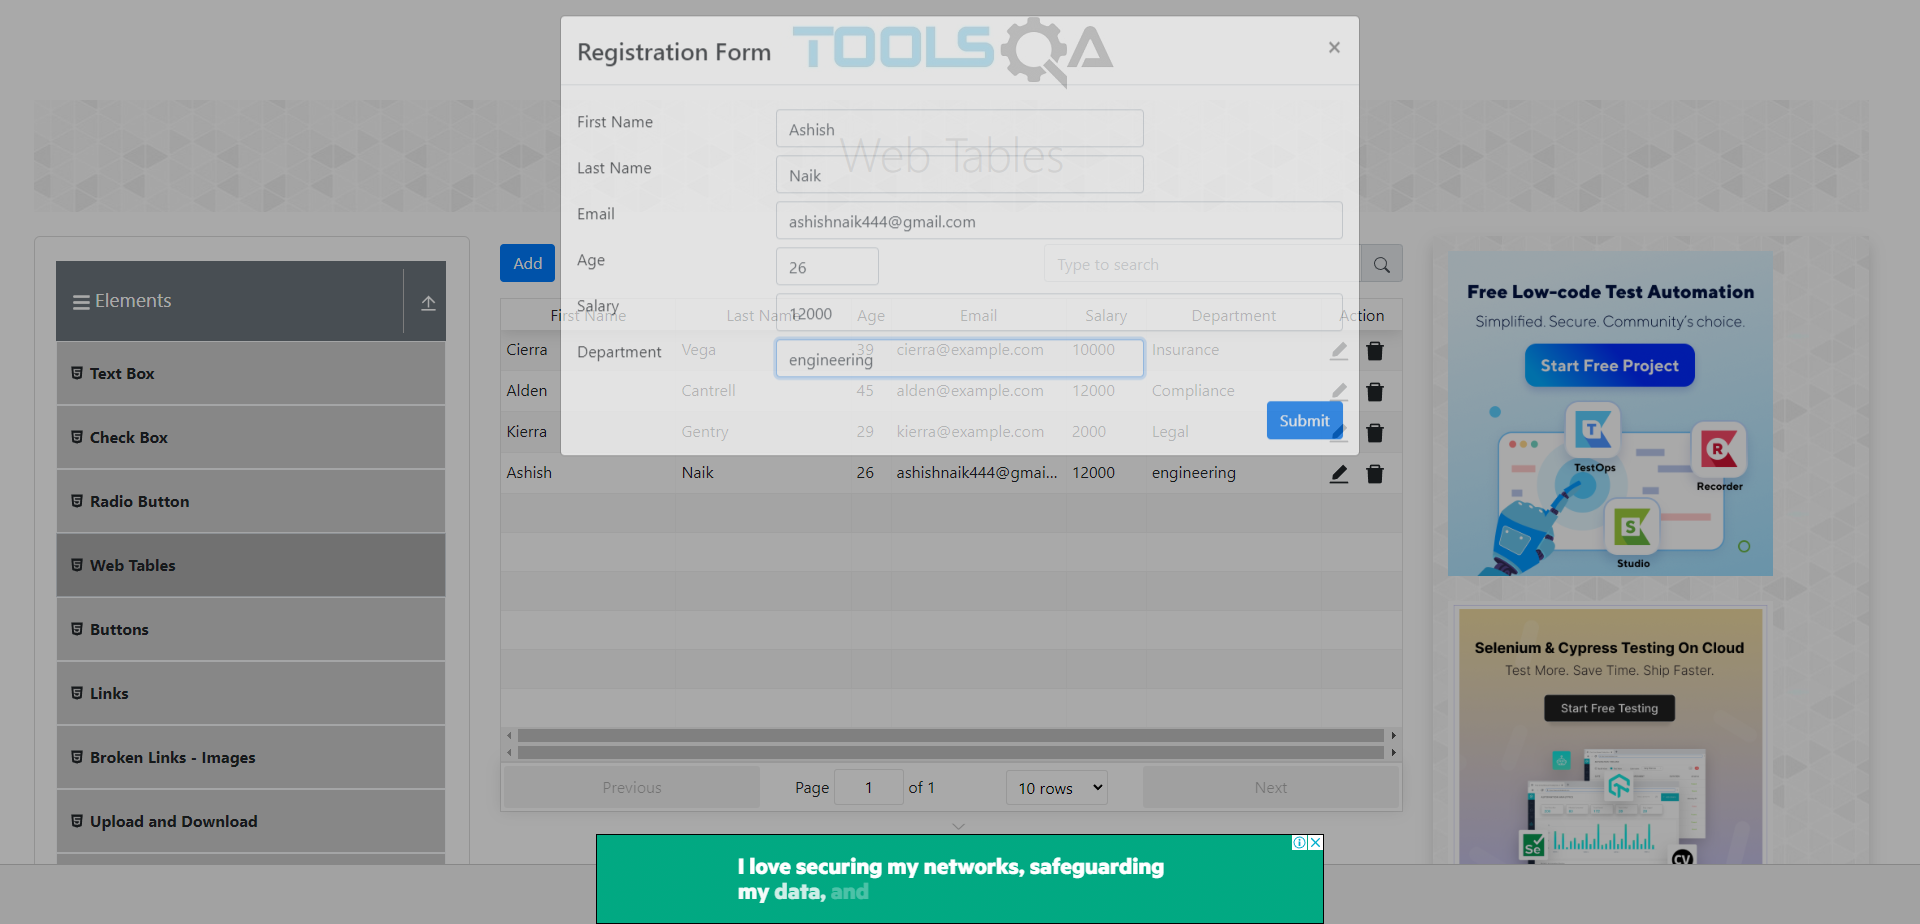 TOOLSQA
Registration Form
×
Web Tables
First Name
Ashish
Last Name
Naik
Email
ashishnaik444@gmail.com
Age
26
Salary
12000
Department
engineering
Submit
Elements
Text Box
Check Box
Radio Button
Web Tables
Buttons
Links
Broken Links - Images
Upload and Download
Add
Type to search
First Name Last Name Age Email Salary Department Action
Cierra Vega 39 cierra@example.com 10000 Insurance
Alden Cantrell 45 alden@example.com 12000 Compliance
Kierra Gentry 29 kierra@example.com 2000 Legal
Ashish Naik 26 ashishnaik444@gmai... 12000 engineering
Previous
Page 1 of 1
10 rows
Next
Free Low-code Test Automation
Simplified. Secure. Community's choice.
Start Free Project
T
TestOps
R
Recorder
S
Studio
Selenium & Cypress Testing On Cloud
Test More. Save Time. Ship Faster.
Start Free Testing
Se
cy
I love securing my networks, safeguarding
my data, and